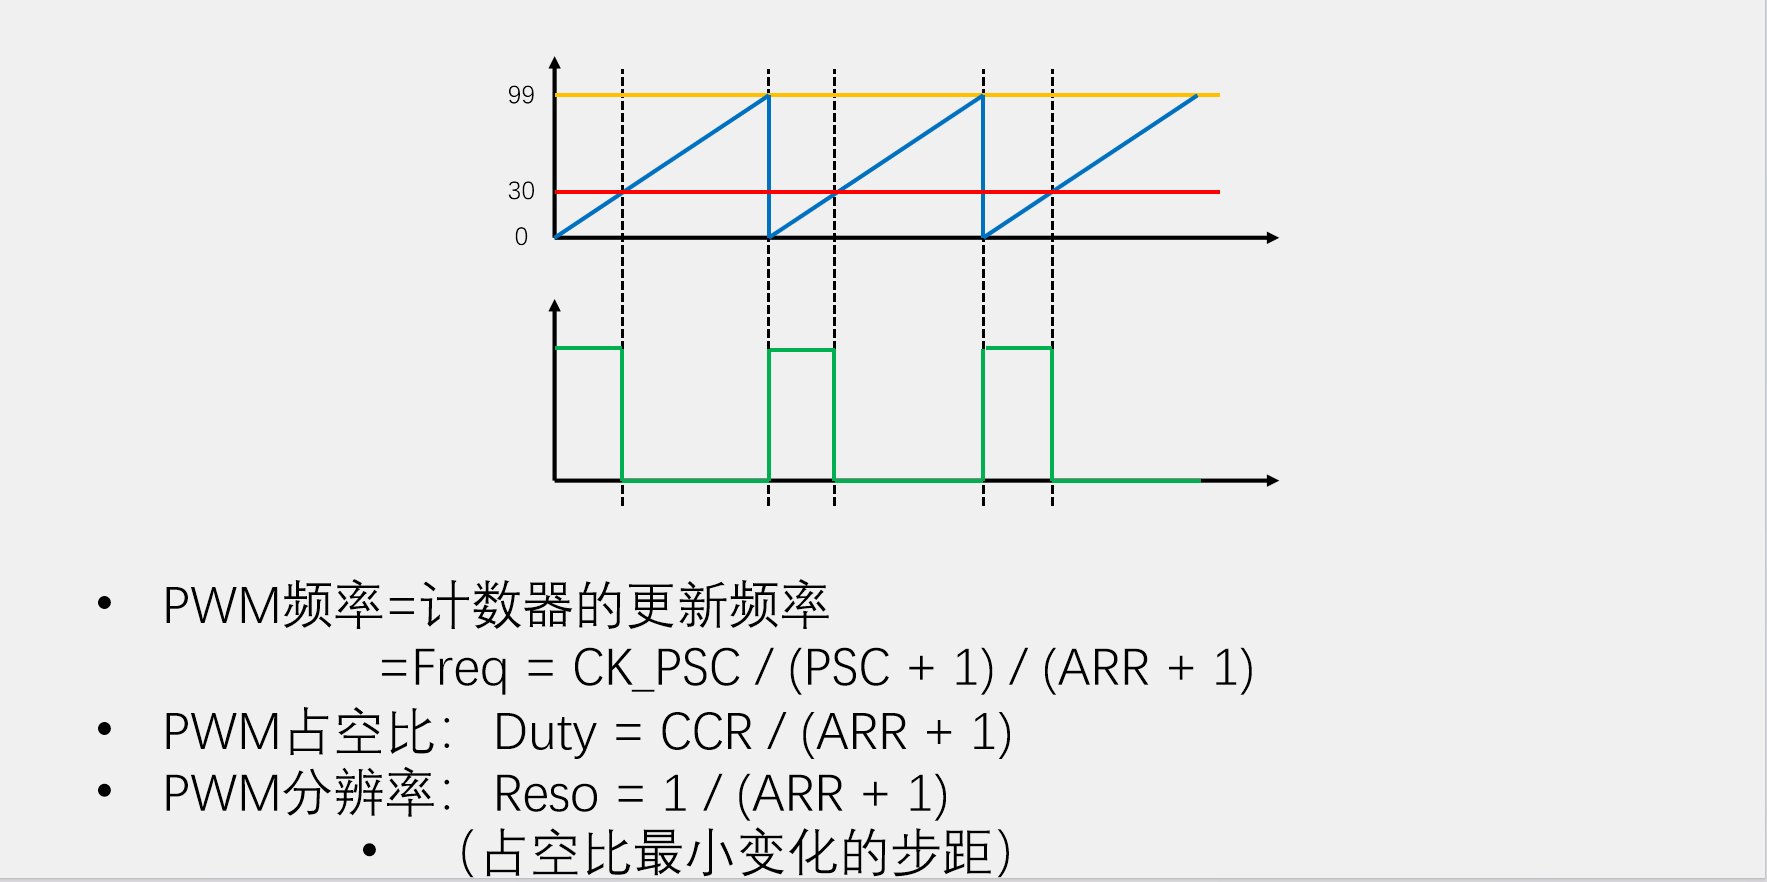 99
30
0
• PWM频率=计数器的更新频率
=Freq = CK_PSC / (PSC + 1) / (ARR + 1)
• PWM占空比： Duty = CCR / (ARR + 1)
• PWM分辨率： Reso = 1 / (ARR + 1)
• （占空比最小变化的步距）